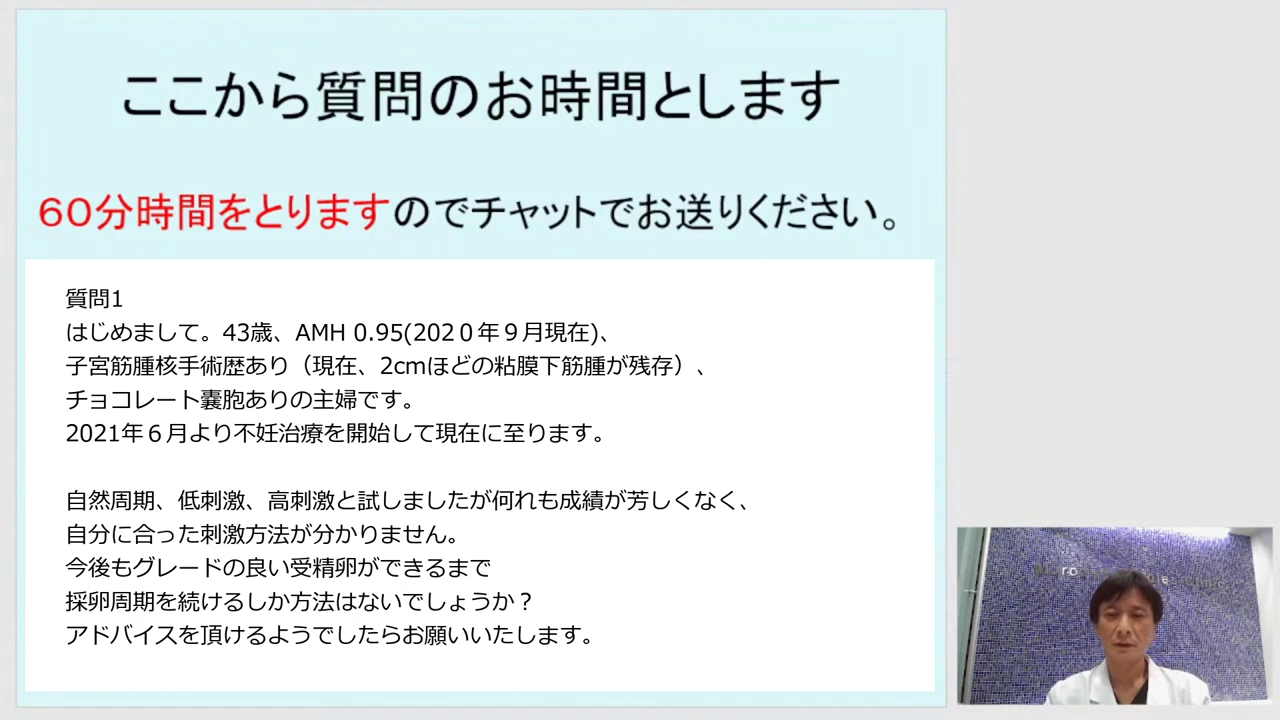 ここから質問のお時間とします
６０分時間をとりますのでチャットでお送りください。
質問1
はじめまして。43歳、AMH 0.95(202０年９月現在)、
子宮筋腫核手術歴あり（現在、2cmほどの粘膜下筋腫が残存）、
チョコレート嚢胞ありの主婦です。
2021年６月より不妊治療を開始して現在に至ります。
自然周期、低刺激、高刺激と試しましたが何れも成績が芳しくなく、
自分に合った刺激方法が分かりません。
今後もグレードの良い受精卵ができるまで
採卵周期を続けるしか方法はないでしょうか？
アドバイスを頂けるようでしたらお願いいたします。